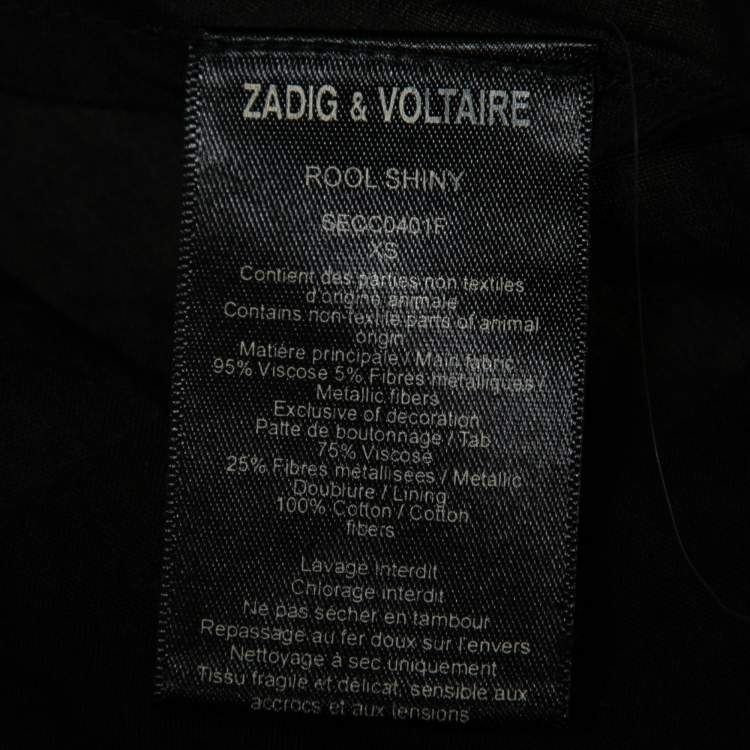 ZADIG & VOLTAIRE
ROOL SHINY
SECC0401F
XS
Contient des parties non textiles
d'origine animale
Contains non textile parts of animal
origin
Matière principale / Main fabric
95% Viscose 5% Fibres métalliques /
Metallic fibers
Exclusive of decoration
Patte de boutonnage / Tab
75% Viscose
25% Fibres métallisées / Metallic
Doublure / Lining
100% Cotton / Cotton
fibers
Lavage Interdit
Chlorage interdit
Ne pas sécher en tambour
Repassage au fer doux sur l'envers
Nettoyage à sec uniquement
Tissu fragile et délicat, sensible aux
accrocs et aux tensions